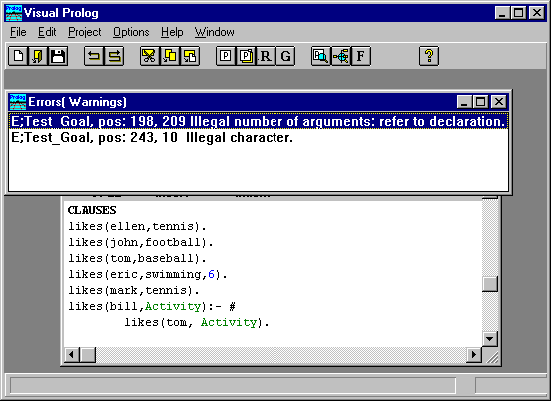 Visual Prolog
File Edit Project Options Help Window
P P R G F ?
Errors( Warnings)
E;Test_Goal, pos: 198, 209 Illegal number of arguments: refer to declaration.
E;Test_Goal, pos: 243, 10 Illegal character.
CLAUSES
likes(ellen,tennis).
likes(john,football).
likes(tom,baseball).
likes(eric,swimming,6).
likes(mark,tennis).
likes(bill,Activity):- #
likes(tom, Activity).